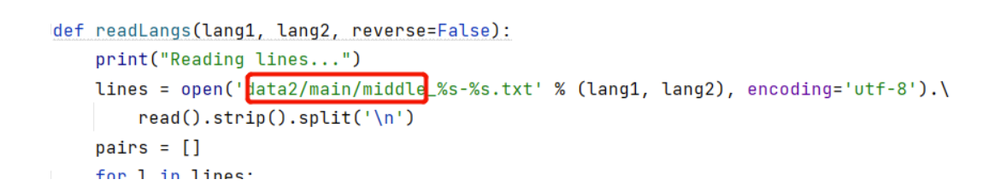 def readLangs(lang1, lang2, reverse=False):
    print("Reading lines...")
    lines = open('data2/main/middle_%s-%s.txt' % (lang1, lang2), encoding='utf-8').\
        read().strip().split('\n')
    pairs = []
    for l in lines: